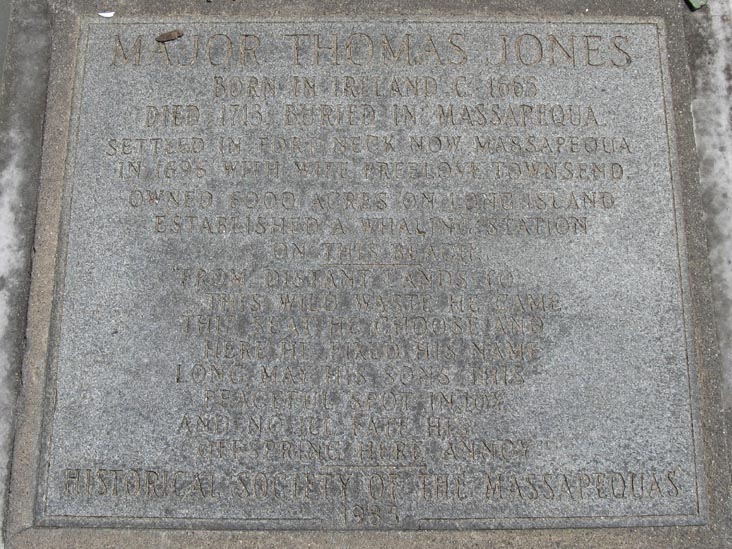 MAJOR THOMAS JONES
BORN IN IRELAND C. 1665
DIED 1713, BURIED IN MASSAPEQUA.
SETTLED IN FORT NECK NOW MASSAPEQUA
IN 1696 WITH WIFE FREELOVE TOWNSEND.
OWNED 6000 ACRES ON LONG ISLAND
ESTABLISHED A WHALING STATION
ON THIS BEACH.
"FROM DISTANT LANDS TO
THIS WILD WASTE HE CAME
THIS SEAT HE CHOOSE AND
HERE HE FIXED HIS NAME
LONG MAY HIS SONS THIS
PEACEFUL SPOT INJOY
AND NO ILL FATE HIS
OFFSPRING HERE ANNOY"
HISTORICAL SOCIETY OF THE MASSAPEQUAS